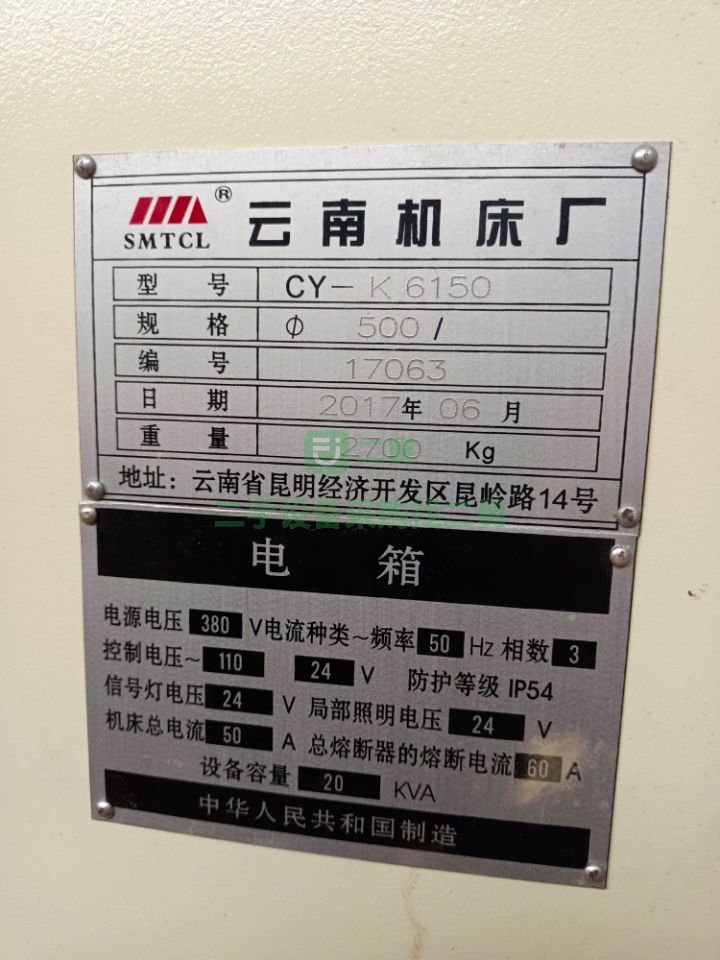 SMTCL ® 云南机床厂
型号 CY-K6150
规格 Φ 500 /
编号 17063
日期 2017年06月
重量 2700 Kg
地址：云南省昆明经济开发区昆岭路14号
电箱
电源电压 380 V电流种类～频率 50 Hz 相数 3
控制电压～ 110 24 V 防护等级 IP54
信号灯电压 24 V 局部照明电压 24 V
机床总电流 50 A 总熔断器的熔断电流 60 A
设备容量 20 KVA
中华人民共和国制造